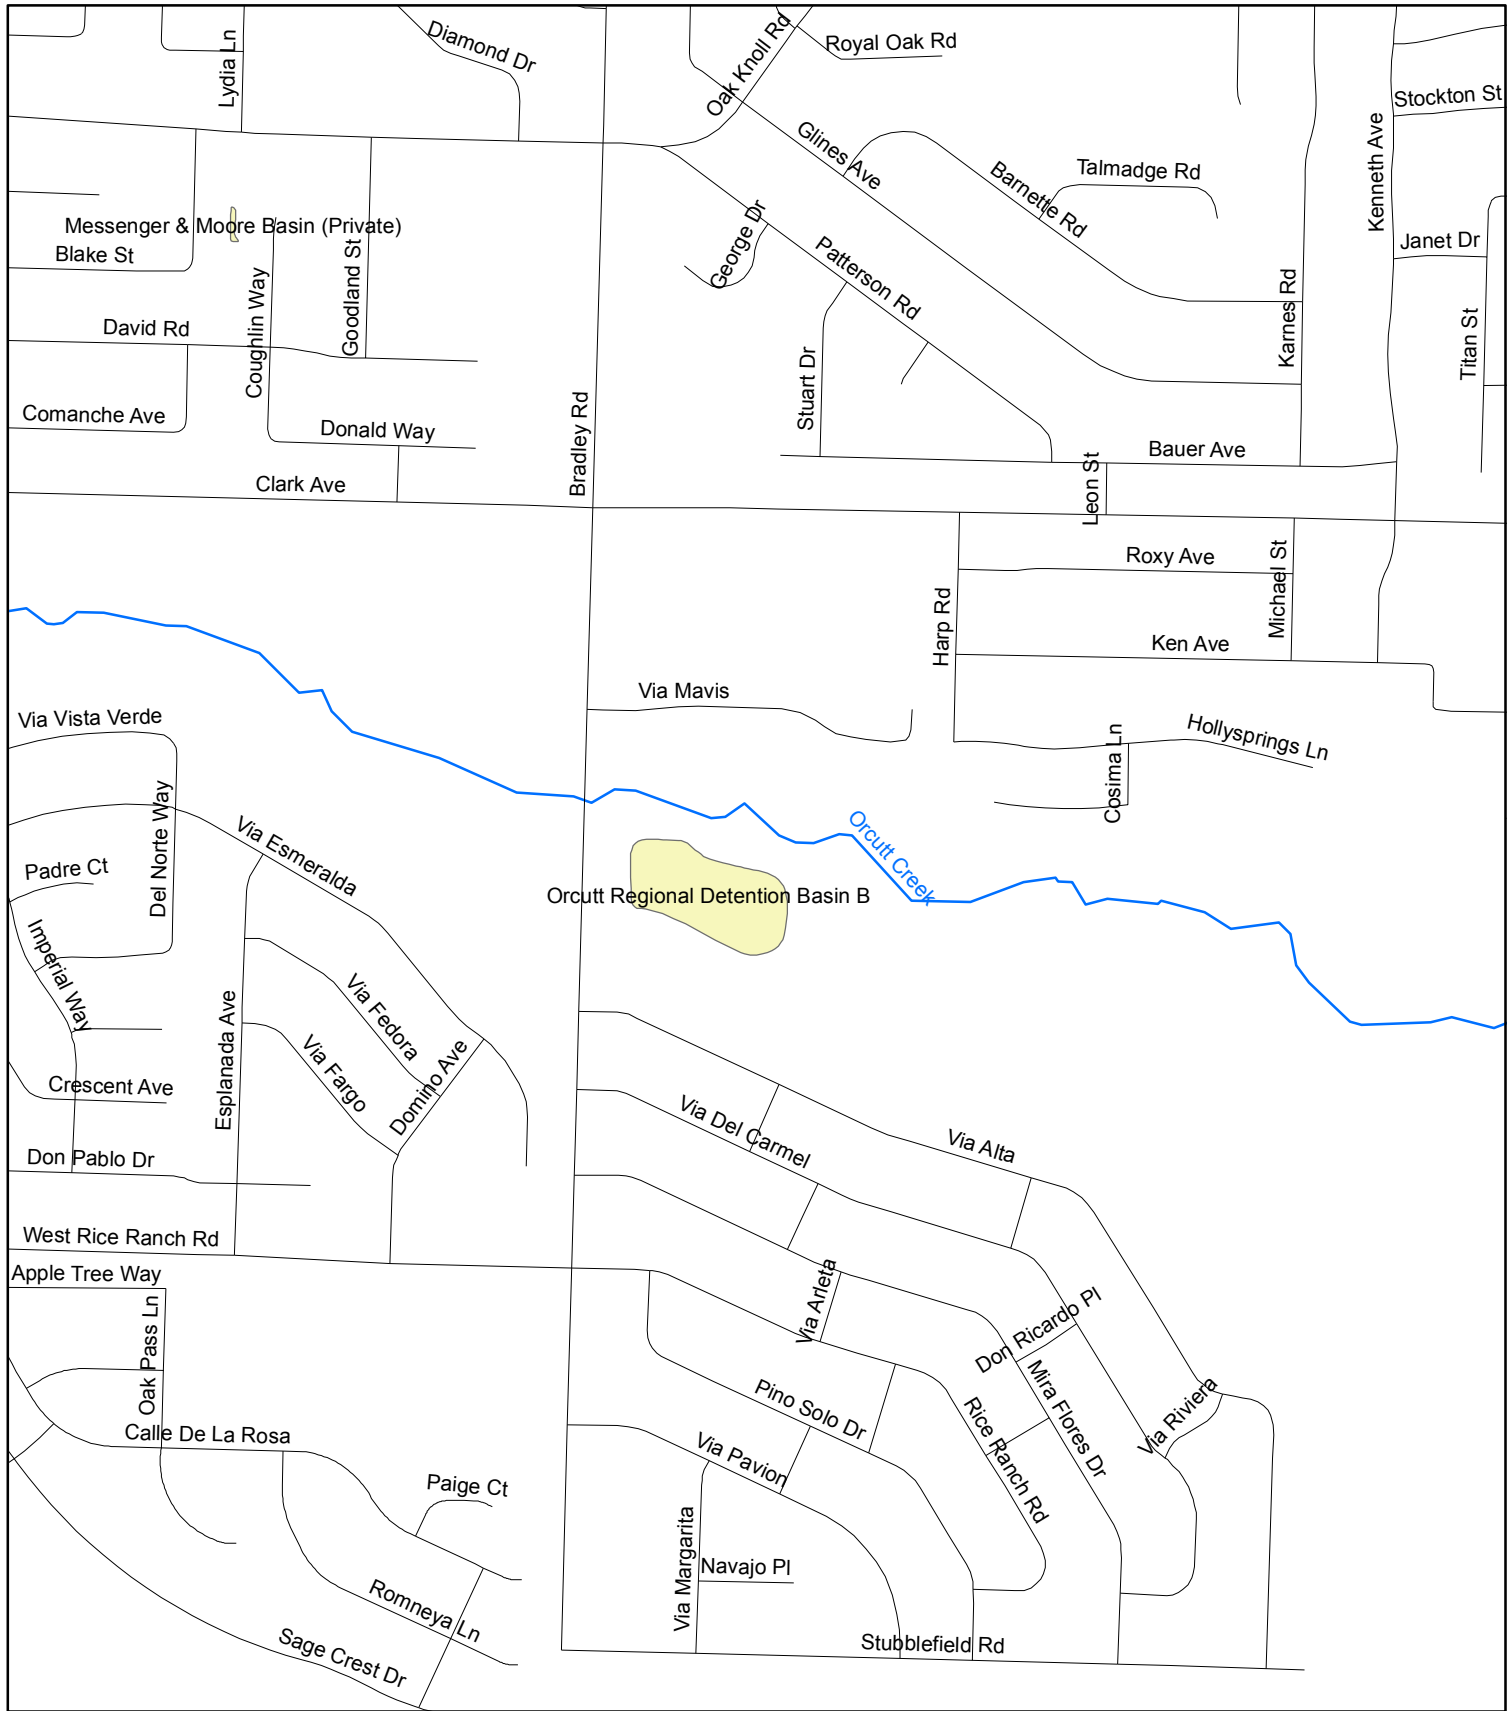 Lydia Ln
Diamond Dr
Oak Knoll Rd
Royal Oak Rd
Stockton St
Glines Ave
Kenneth Ave
Barnette Rd
Talmadge Rd
Messenger & Moore Basin (Private)
Blake St
Goodland St
George Dr
Janet Dr
Coughlin Way
Patterson Rd
Karnes Rd
David Rd
Titan St
Stuart Dr
Comanche Ave
Donald Way
Bradley Rd
Bauer Ave
Clark Ave
Leon St
Roxy Ave
Michael St
Harp Rd
Ken Ave
Via Mavis
Via Vista Verde
Hollysprings Ln
Cosima Ln
Del Norte Way
Via Esmeralda
Orcutt Creek
Padre Ct
Orcutt Regional Detention Basin B
Imperial Way
Via Fedora
Esplanada Ave
Via Fargo
Domino Ave
Crescent Ave
Via Del Carmel
Via Alta
Don Pablo Dr
West Rice Ranch Rd
Apple Tree Way
Via Arleta
Don Ricardo Pl
Oak Pass Ln
Mira Flores Dr
Pino Solo Dr
Rice Ranch Rd
Via Riviera
Calle De La Rosa
Via Pavion
Paige Ct
Via Margarita
Navajo Pl
Romneya Ln
Sage Crest Dr
Stubblefield Rd